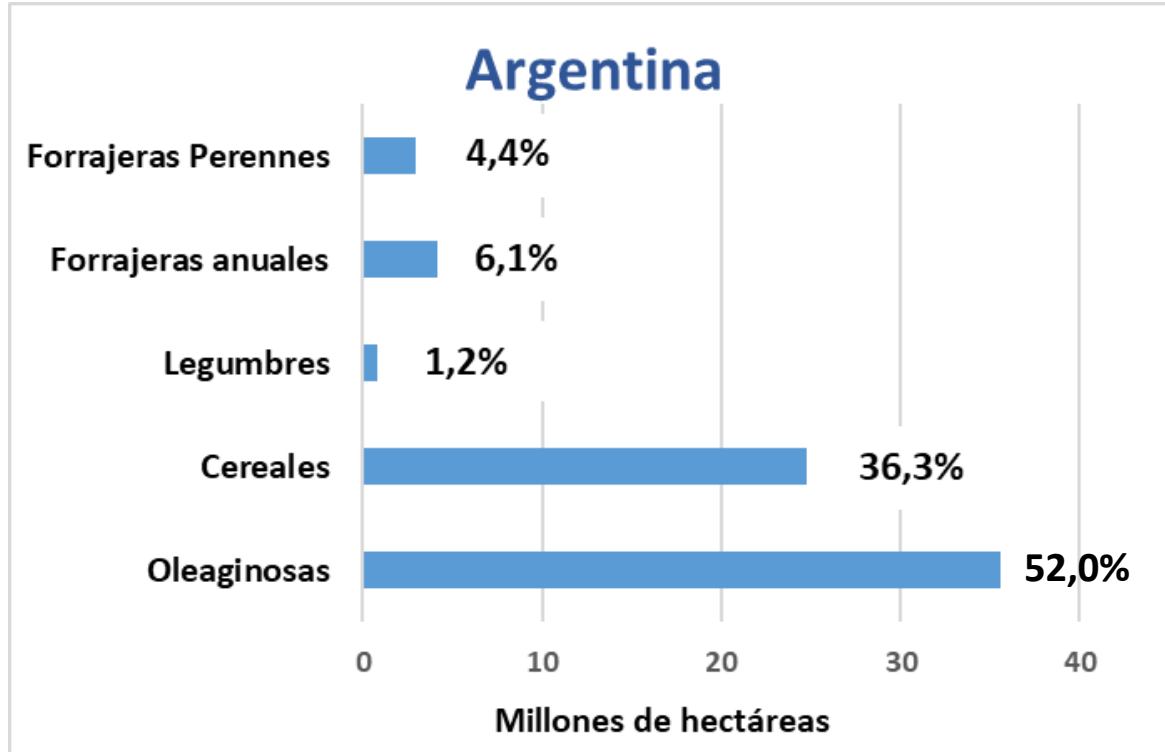 Argentina
Forrajeras Perennes 4,4%
Forrajeras anuales 6,1%
Legumbres 1,2%
Cereales 36,3%
Oleaginosas 52,0%
0 10 20 30 40
Millones de hectáreas